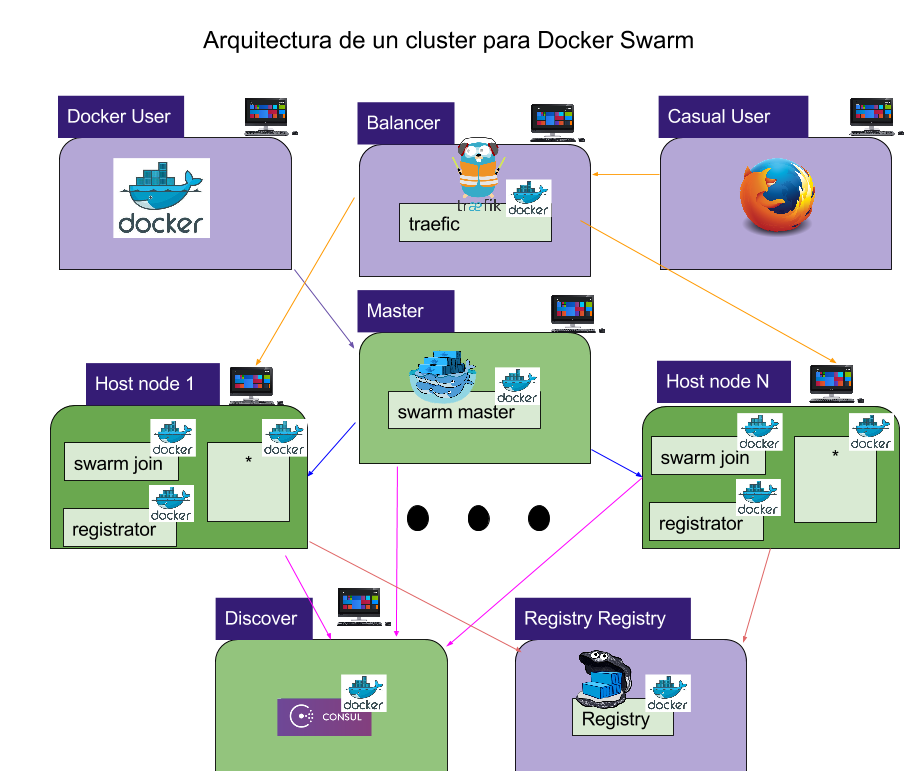 Arquitectura de un cluster para Docker Swarm
Docker User
Balancer
Casual User
docker
træfik
docker
traefic
Master
docker
swarm master
Host node 1
docker
docker
swarm join
*
docker
registrator
Host node N
docker
docker
swarm join
*
docker
registrator
Discover
docker
CONSUL
Registry Registry
docker
Registry